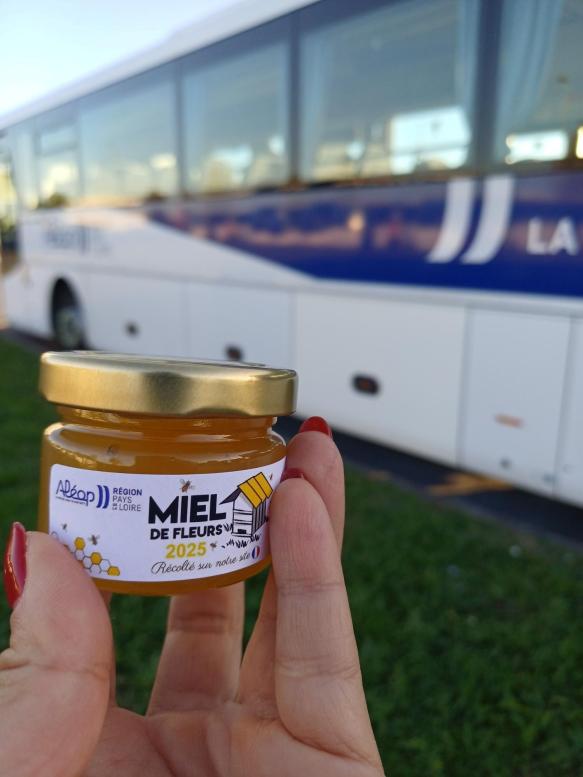 LA
Aléop
RÉGION
PAYS
DE LA LOIRE
MIEL
DE FLEURS
2025
Récolté sur notre site